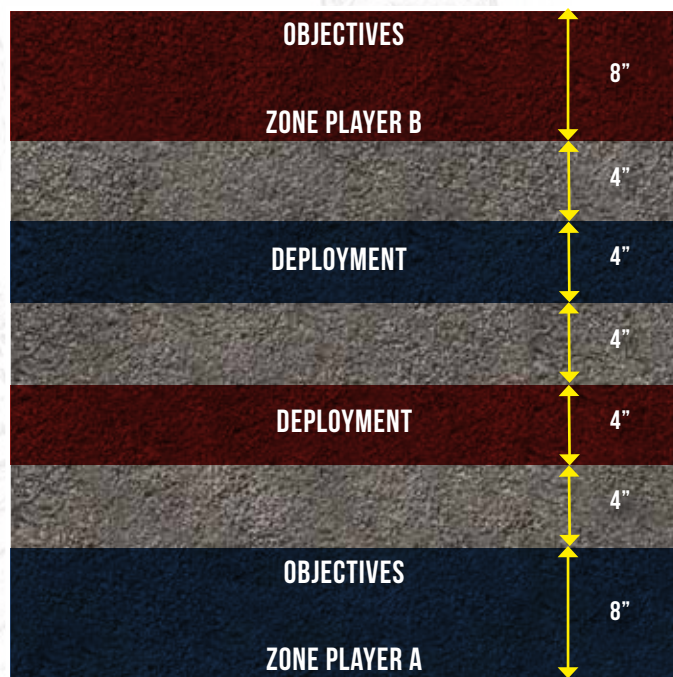 OBJECTIVES
8”
ZONE PLAYER B
4”
DEPLOYMENT
4”
4”
DEPLOYMENT
4”
4”
OBJECTIVES
8”
ZONE PLAYER A